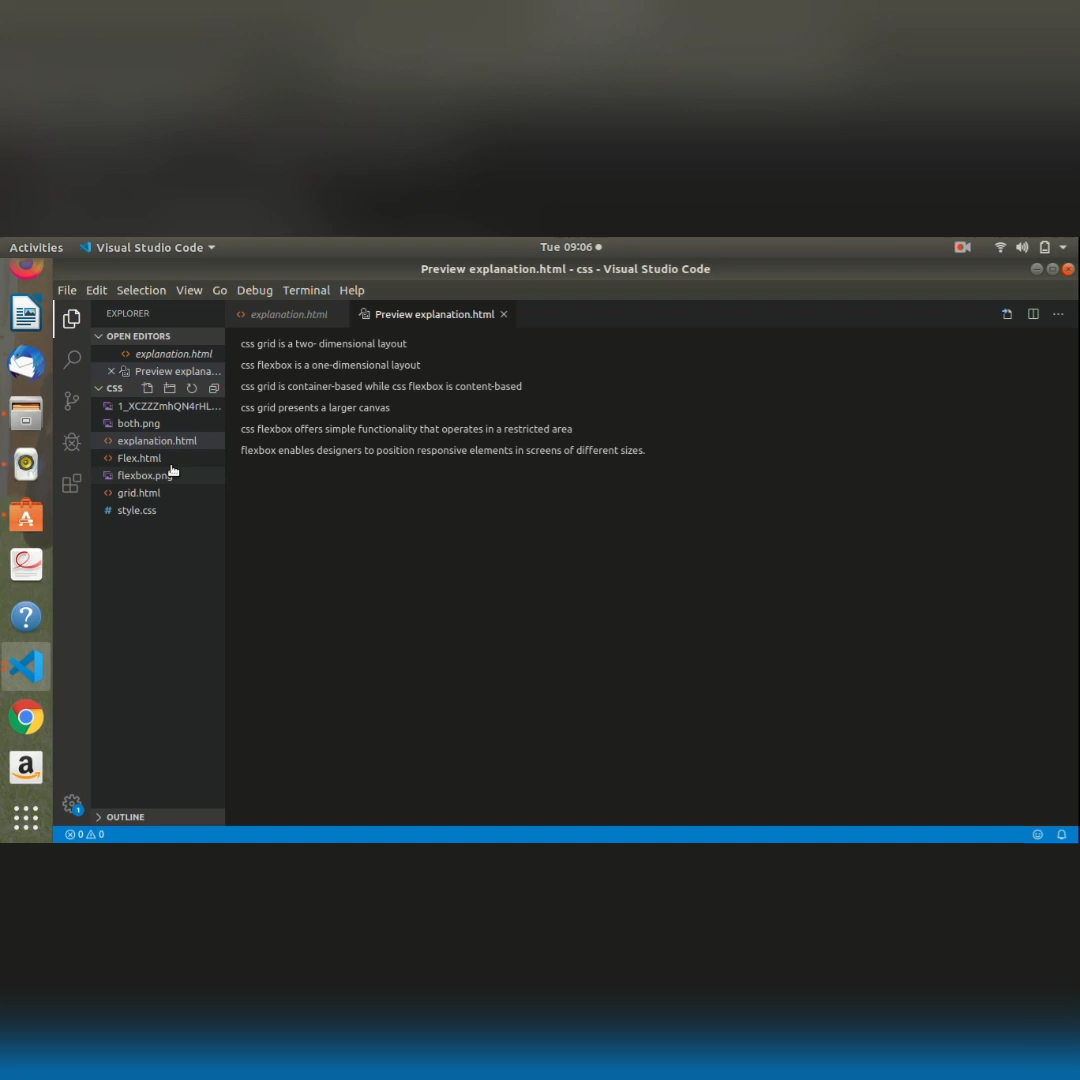 Activities Visual Studio Code Tue 09:06
Preview explanation.html - css - Visual Studio Code
File Edit Selection View Go Debug Terminal Help
EXPLORER
explanation.html Preview explanation.html
OPEN EDITORS
explanation.html
Preview explana...
CSS
1_XCZZZmhQN4rHL...
both.png
explanation.html
Flex.html
flexbox.png
grid.html
style.css
OUTLINE
css grid is a two- dimensional layout
css flexbox is a one-dimensional layout
css grid is container-based while css flexbox is content-based
css grid presents a larger canvas
css flexbox offers simple functionality that operates in a restricted area
flexbox enables designers to position responsive elements in screens of different sizes.
1
0 0
A
?
a